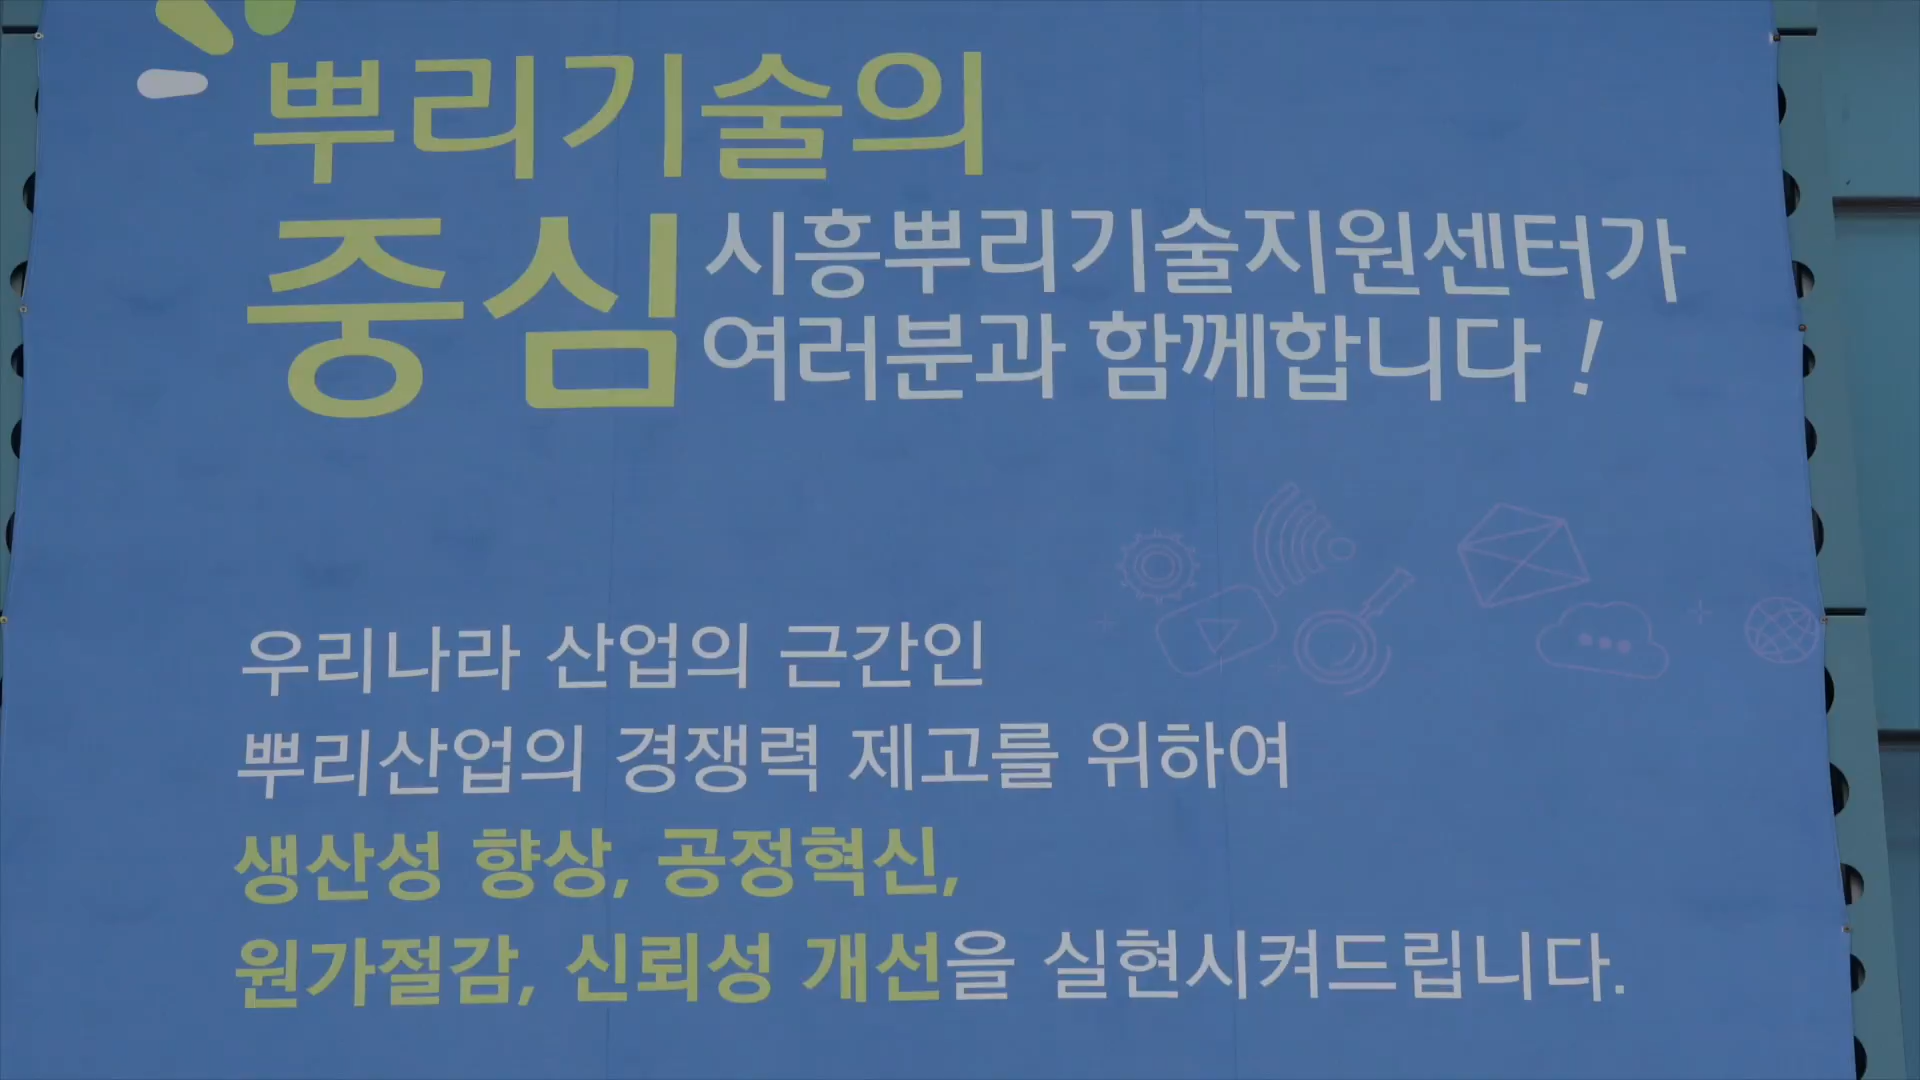 뿌리기술의
중심 시흥뿌리기술지원센터가
여러분과 함께합니다!
우리나라 산업의 근간인
뿌리산업의 경쟁력 제고를 위하여
생산성 향상, 공정혁신,
원가절감, 신뢰성 개선을 실현시켜드립니다.